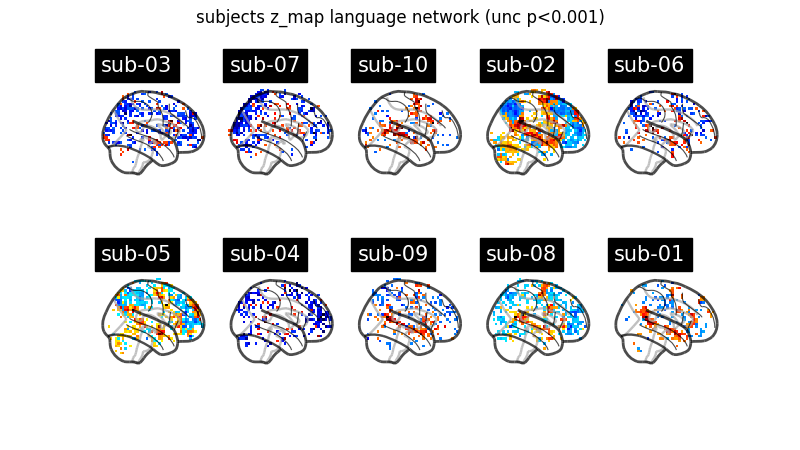 subjects z_map language network (unc p<0.001)
sub-03 sub-07 sub-10 sub-02 sub-06
sub-05 sub-04 sub-09 sub-08 sub-01